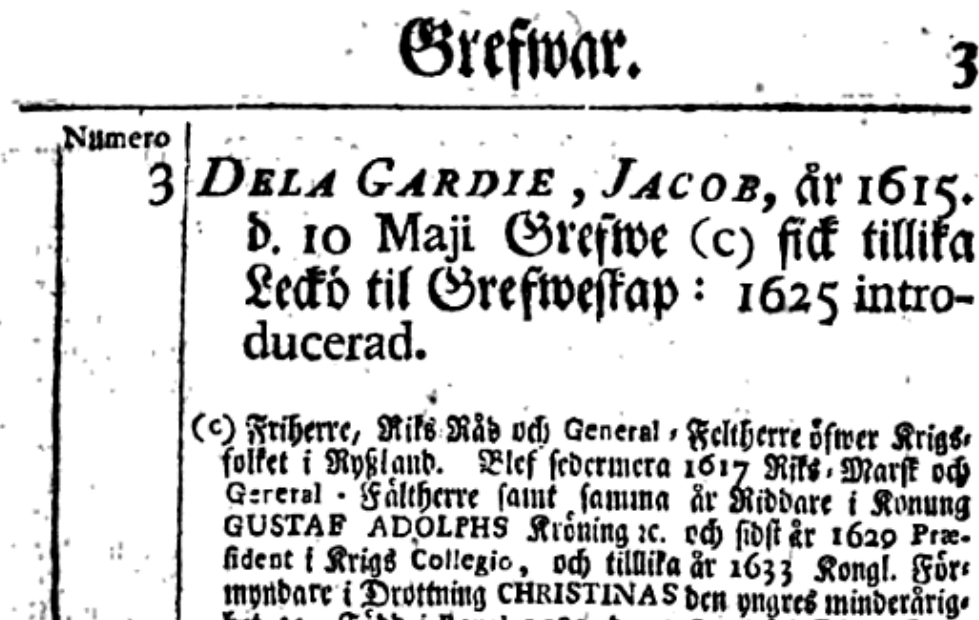 Grefwar. 3
Numero
3 DELA GARDIE, JACOB, år 1615.
d. 10 Maji Grefwe (c) fick tillika
Leckö til Grefweskap: 1625 intro-
ducerad.
(c) Friherre, Riks Råd och General-Feltherre öfwer Krigs-
folket i Ryßland. Blef sedermera 1617 Riks-Marsk och
General-Fältherre samt samma år Riddare i Konung
GUSTAF ADOLPHS Kröning ꝛc. och sidst år 1629 Præ-
sident i Krigs Collegio, och tillika år 1633 Kongl. För-
myndare i Drottning CHRISTINAS den yngres minderårig-